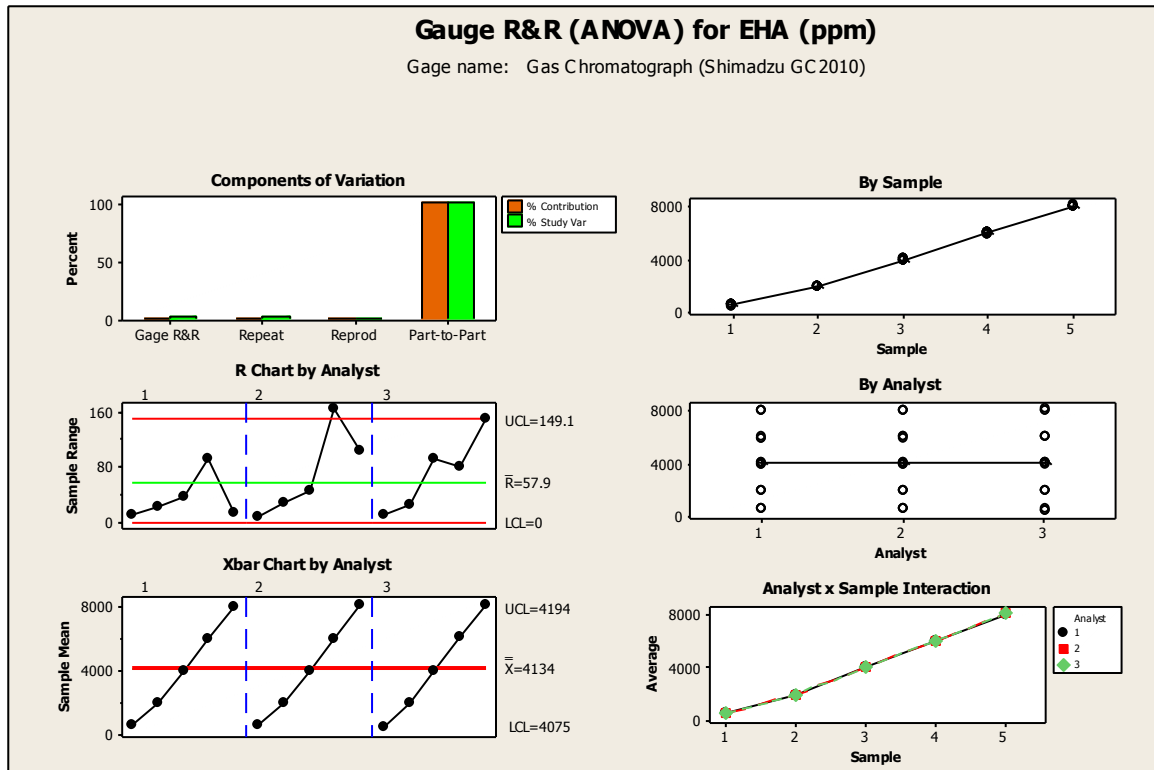 Gauge R&R (ANOVA) for EHA (ppm)
Gage name: Gas Chromatograph (Shimadzu GC2010)
Components of Variation
Percent
100
50
0
Gage R&R Repeat Reprod Part-to-Part
% Contribution
% Study Var
R Chart by Analyst
1 2 3
Sample Range
160
80
0
UCL=149.1
R=57.9
LCL=0
Xbar Chart by Analyst
1 2 3
Sample Mean
8000
4000
0
UCL=4194
X=4134
LCL=4075
By Sample
8000
4000
0
1 2 3 4 5
Sample
By Analyst
8000
4000
0
1 2 3
Analyst
Analyst x Sample Interaction
Average
8000
4000
0
1 2 3 4 5
Sample
Analyst
1
2
3